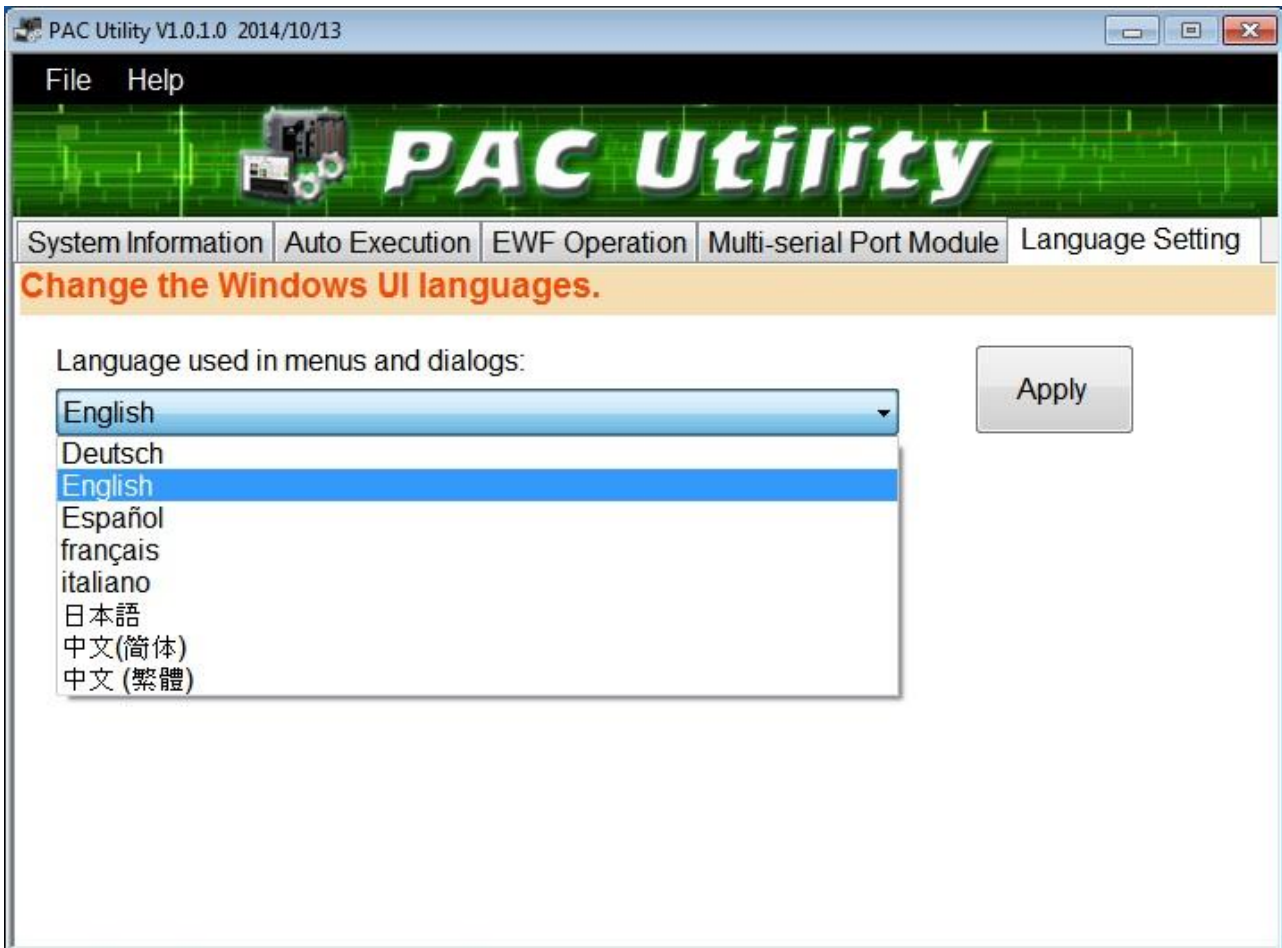 PAC Utility V1.0.1.0 2014/10/13
File Help
PAC Utility
System Information Auto Execution EWF Operation Multi-serial Port Module Language Setting
Change the Windows UI languages.
Language used in menus and dialogs:
Apply
English
Deutsch
English
Español
français
italiano
日本語
中文(简体)
中文 (繁體)